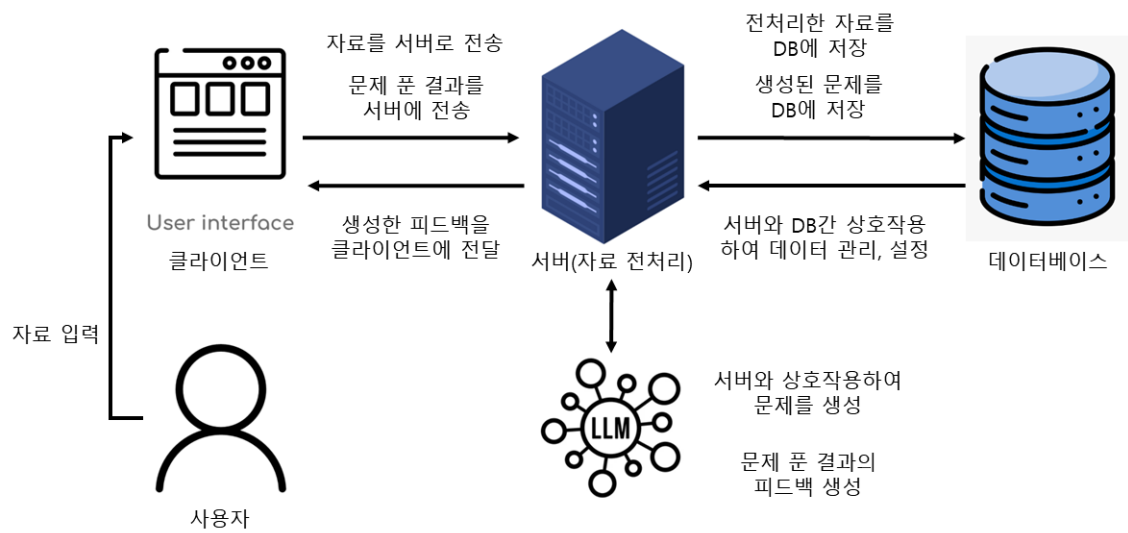 자료를 서버로 전송
문제 푼 결과를
서버에 전송
전처리한 자료를
DB에 저장
생성된 문제를
DB에 저장
User interface
클라이언트
생성한 피드백을
클라이언트에 전달
서버(자료 전처리)
서버와 DB간 상호작용
하여 데이터 관리, 설정
데이터베이스
자료 입력
LLM
서버와 상호작용하여
문제를 생성
문제 푼 결과의
피드백 생성
사용자